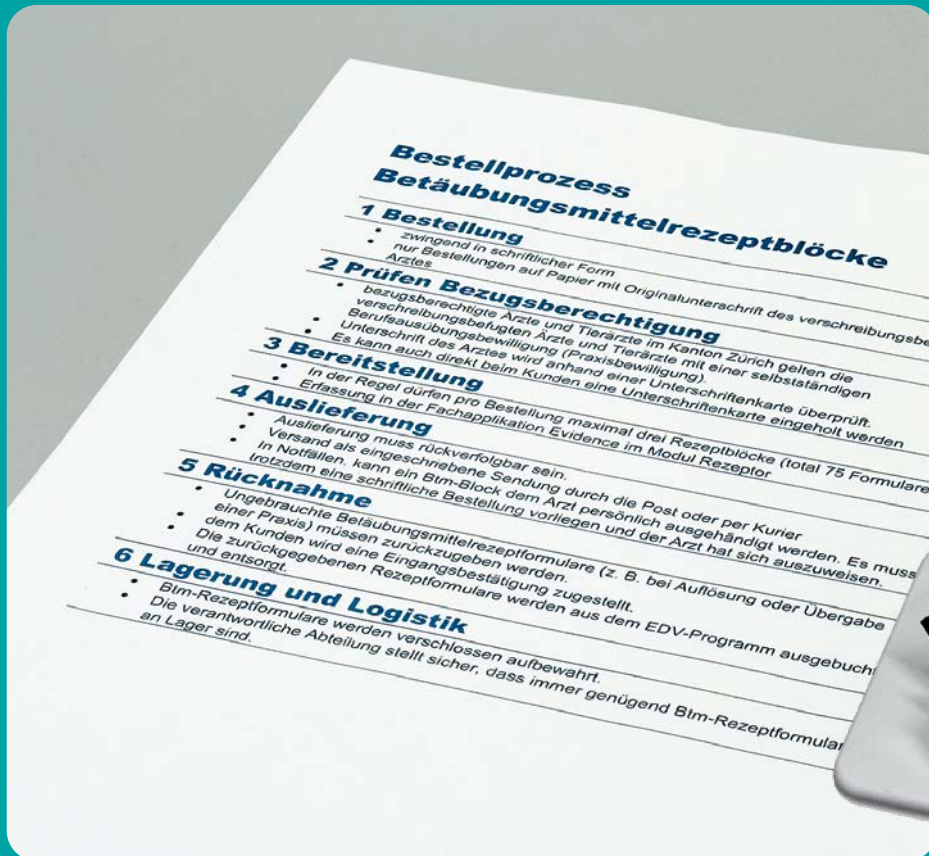 Bestellprozess
Betäubungsmittelrezeptblöcke
1 Bestellung
• zwingend in schriftlicher Form
• nur Bestellungen auf Papier mit Originalunterschrift des
Arztes
2 Prüfen Bezugsberechtigung
• bezugsberechtigte Ärzte und Tierärzte im Kanton Zürich gelten die
verschreibungsbefugten Ärzte und Tierärzte mit einer selbstständigen
• Berufsausübungsbewilligung (Praxisbewilligung).
• Unterschrift des Arztes wird anhand einer Unterschriftenkarte überprüft.
Es kann auch direkt beim Kunden eine Unterschriftenkarte eingeholt werden
3 Bereitstellung
• In der Regel dürfen pro Bestellung maximal drei Rezeptblöcke (total 75 Formulare
• Erfassung in der Fachapplikation Evidence im Modul Rezeptor
4 Auslieferung
• Auslieferung muss rückverfolgbar sein.
• Versand als eingeschriebene Sendung durch die Post oder per Kurier
• In Notfällen, kann ein Btm-Block dem Arzt persönlich ausgehändigt werden. Es muss
trotzdem eine schriftliche Bestellung vorliegen und der Arzt hat sich auszuweisen.
5 Rücknahme
• Ungebrauchte Betäubungsmittelrezeptformulare (z. B. bei Auflösung oder Übergabe
einer Praxis) müssen zurückzugeben werden.
• dem Kunden wird eine Eingangsbestätigung zugestellt.
• Die zurückgegebenen Rezeptformulare werden aus dem EDV-Programm ausgebucht
und entsorgt.
6 Lagerung und Logistik
• Btm-Rezeptformulare werden verschlossen aufbewahrt.
• Die verantwortliche Abteilung stellt sicher, dass immer genügend Btm-Rezeptformular
an Lager sind.